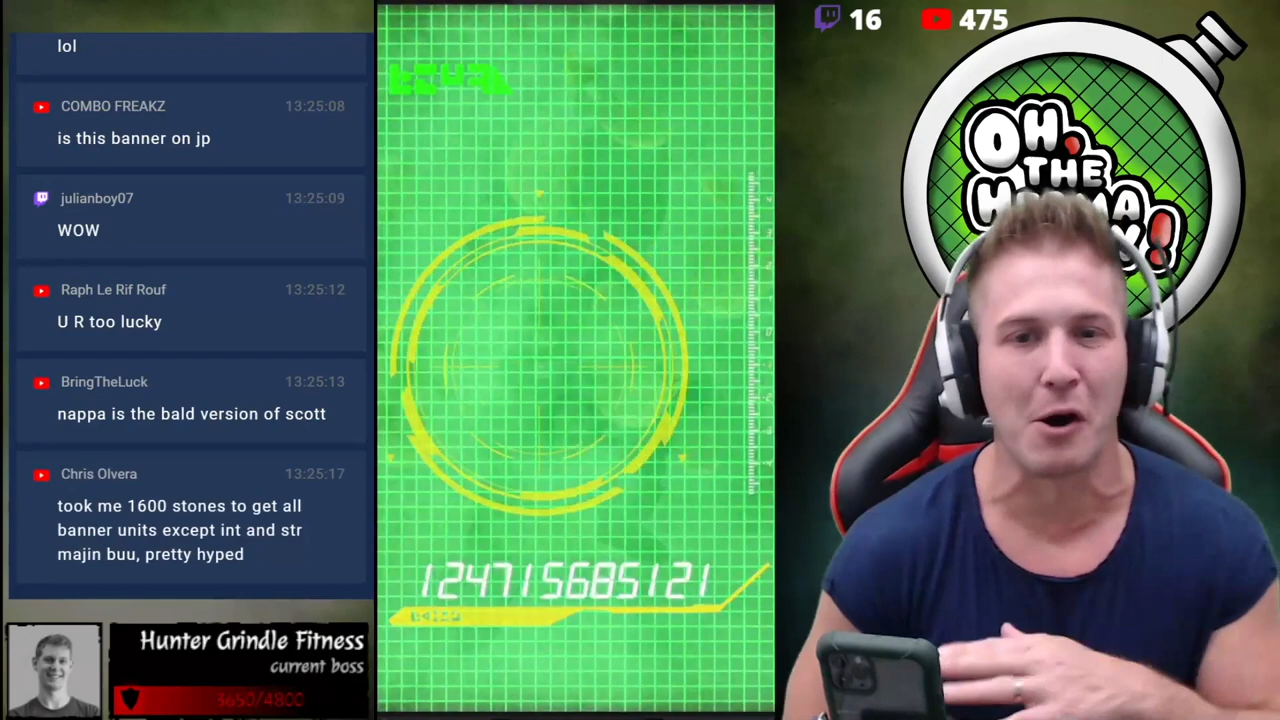 lol
COMBO FREAKZ 13:25:08
is this banner on jp
julianboy07 13:25:09
WOW
Raph Le Rif Rouf 13:25:12
U R too lucky
BringTheLuck 13:25:13
nappa is the bald version of scott
Chris Olvera 13:25:17
took me 1600 stones to get all
banner units except int and str
majin buu, pretty hyped
Hunter Grindle Fitness
current boss
3650/4800
124715685121
16 475
OH,
THE